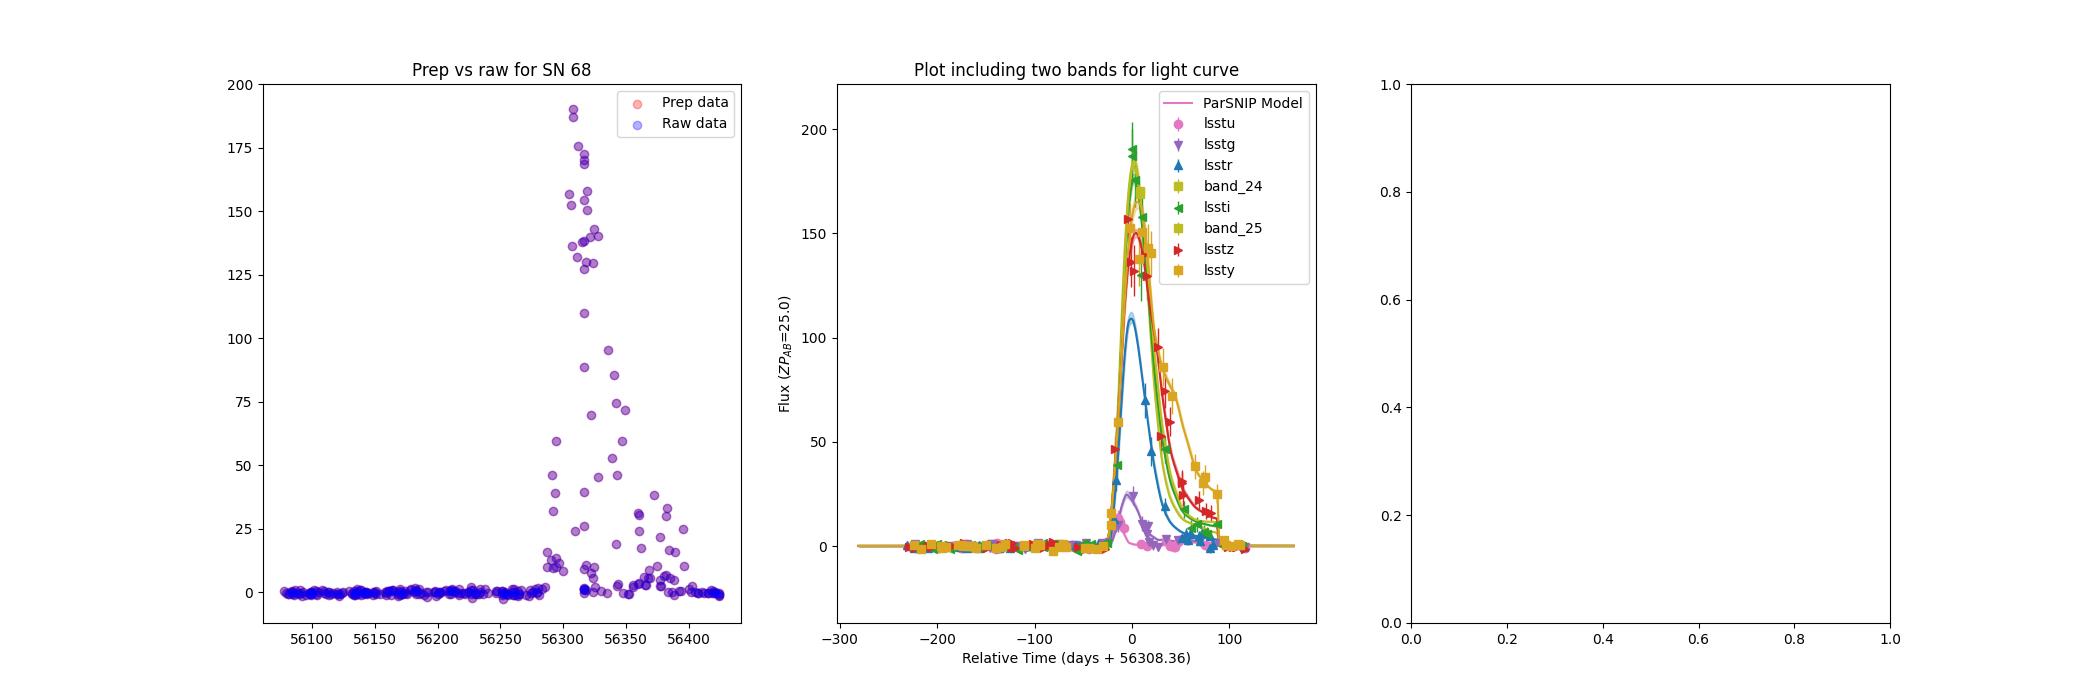 Prep vs raw for SN 68
200
175
150
125
100
75
50
25
0
56100 56150 56200 56250 56300 56350 56400
Prep data
Raw data
Plot including two bands for light curve
Flux (ZP_AB=25.0)
200
150
100
50
0
−300 −200 −100 0 100
Relative Time (days + 56308.36)
ParSNIP Model
lsstu
lsstg
lsstr
band_24
lssti
band_25
lsstz
lssty
1.0
0.8
0.6
0.4
0.2
0.0
0.0 0.2 0.4 0.6 0.8 1.0